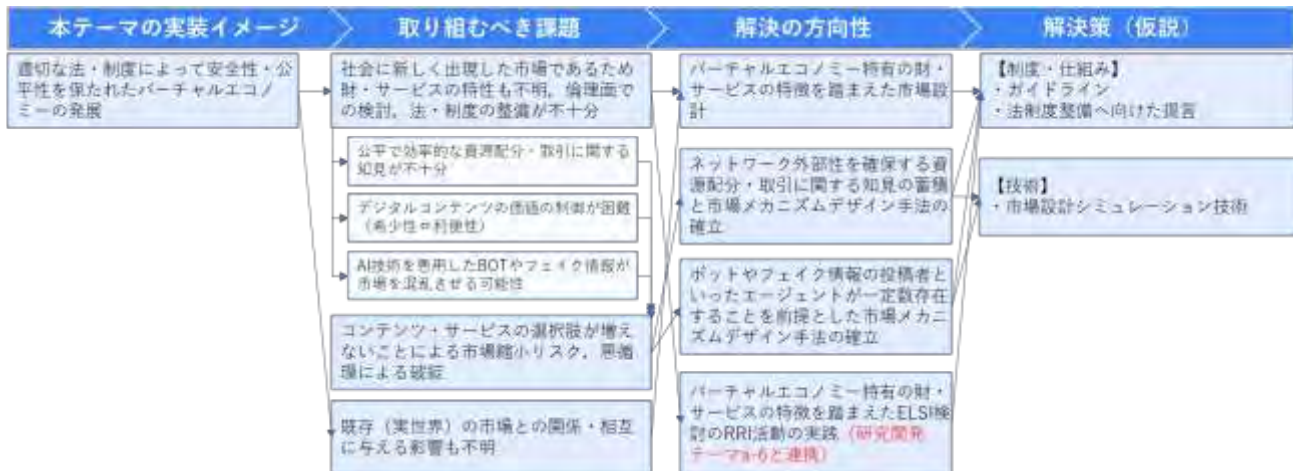 本テーマの実装イメージ
取り組むべき課題
解決の方向性
解決策（仮説）
適切な法・制度によって安全性・公
平性を保たれたバーチャルエコノ
ミーの発展
社会に新しく出現した市場であるため
財・サービスの特性も不明，倫理面で
の検討，法・制度の整備が不十分
公平で効率的な資源配分・取引に関する
知見が不十分
デジタルコンテンツの価値の制御が困難
（希少性⇔利便性）
AI技術を悪用したBOTやフェイク情報が
市場を混乱させる可能性
コンテンツ・サービスの選択肢が増え
ないことによる市場縮小リスク，悪循
環による破綻
既存（実世界）の市場との関係・相互
に与える影響も不明
バーチャルエコノミー特有の財・
サービスの特徴を踏まえた市場設
計
ネットワーク外部性を確保する資
源配分・取引に関する知見の蓄積
と市場メカニズムデザイン手法の
確立
ボットやフェイク情報の投稿者と
いったエージェントが一定数存在
することを前提とした市場メカニ
ズムデザイン手法の確立
バーチャルエコノミー特有の財・
サービスの特徴を踏まえたELSI検
討のRRI活動の実践（研究開発
テーマa-6と連携）
【制度・仕組み】
・ガイドライン
・法制度整備へ向けた提言
【技術】
・市場設計シミュレーション技術